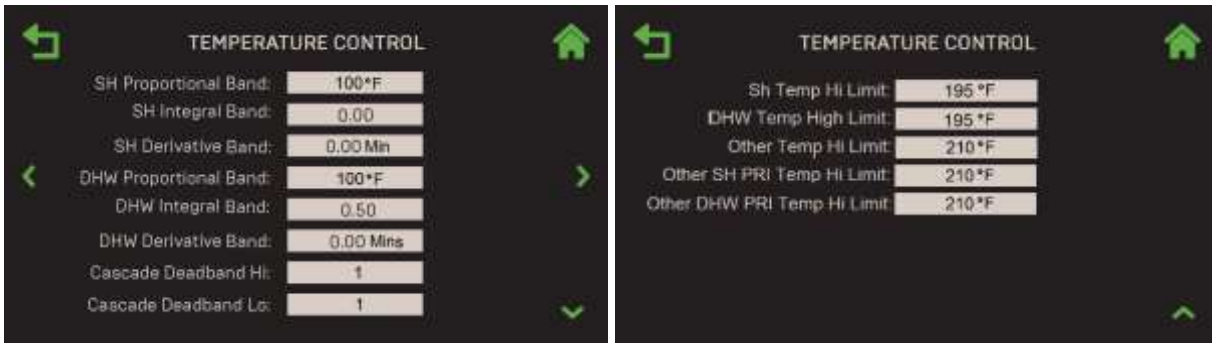 TEMPERATURE CONTROL
SH Proportional Band: 100°F
SH Integral Band: 0.00
SH Derivative Band: 0.00 Min
DHW Proportional Band: 100°F
DHW Integral Band: 0.50
DHW Derivative Band: 0.00 Mins
Cascade Deadband Hi: 1
Cascade Deadband Lo: 1
TEMPERATURE CONTROL
Sh Temp Hi Limit: 195 °F
DHW Temp High Limit: 195 °F
Other Temp Hi Limit: 210 °F
Other SH PRI Temp Hi Limit: 210 °F
Other DHW PRI Temp Hi Limit: 210 °F